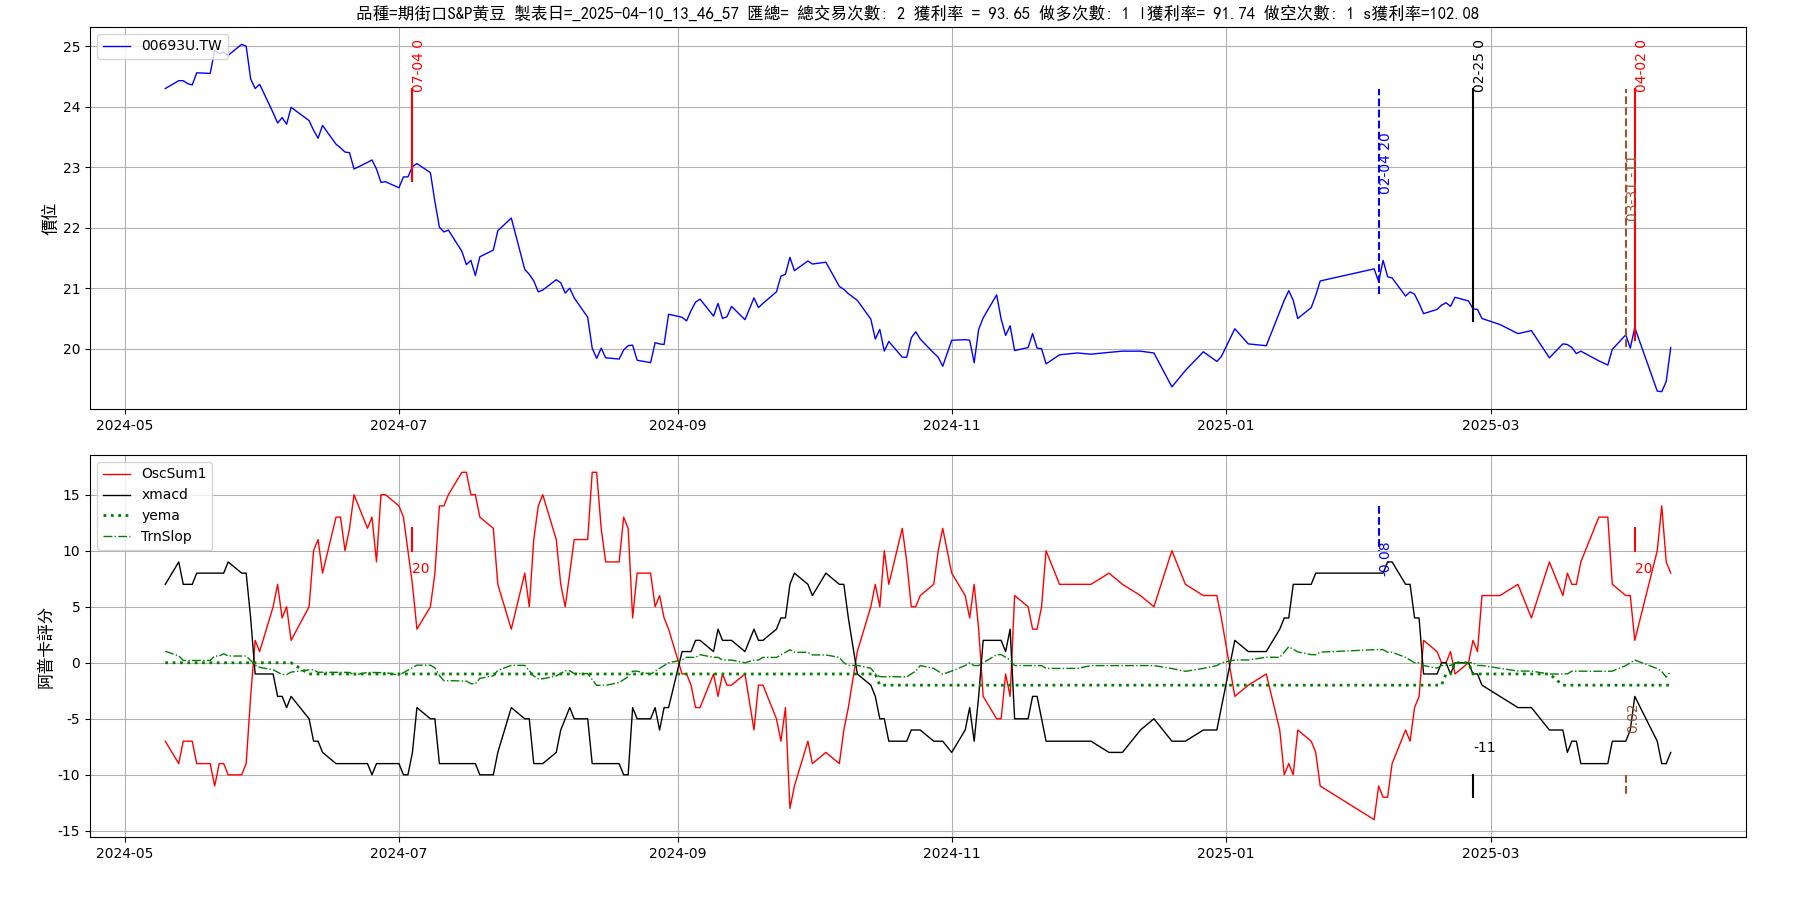 品種=期街口S&P黃豆 製表日=_2025-04-10_13_46_57 匯總= 總交易次數: 2 獲利率 = 93.65 做多次數: 1 l獲利率= 91.74 做空次數: 1 s獲利率=102.08
00693U.TW
07-04 0
02-04 20
02-25 0
03-31 -11
04-02 0
25
24
23
22
21
20
價位
2024-05 2024-07 2024-09 2024-11 2025-01 2025-03
OscSum1
xmacd
yema
TrnSlop
20
-0.08
-11
0.02
20
15
10
5
0
-5
-10
-15
阿普卡評分
2024-05 2024-07 2024-09 2024-11 2025-01 2025-03